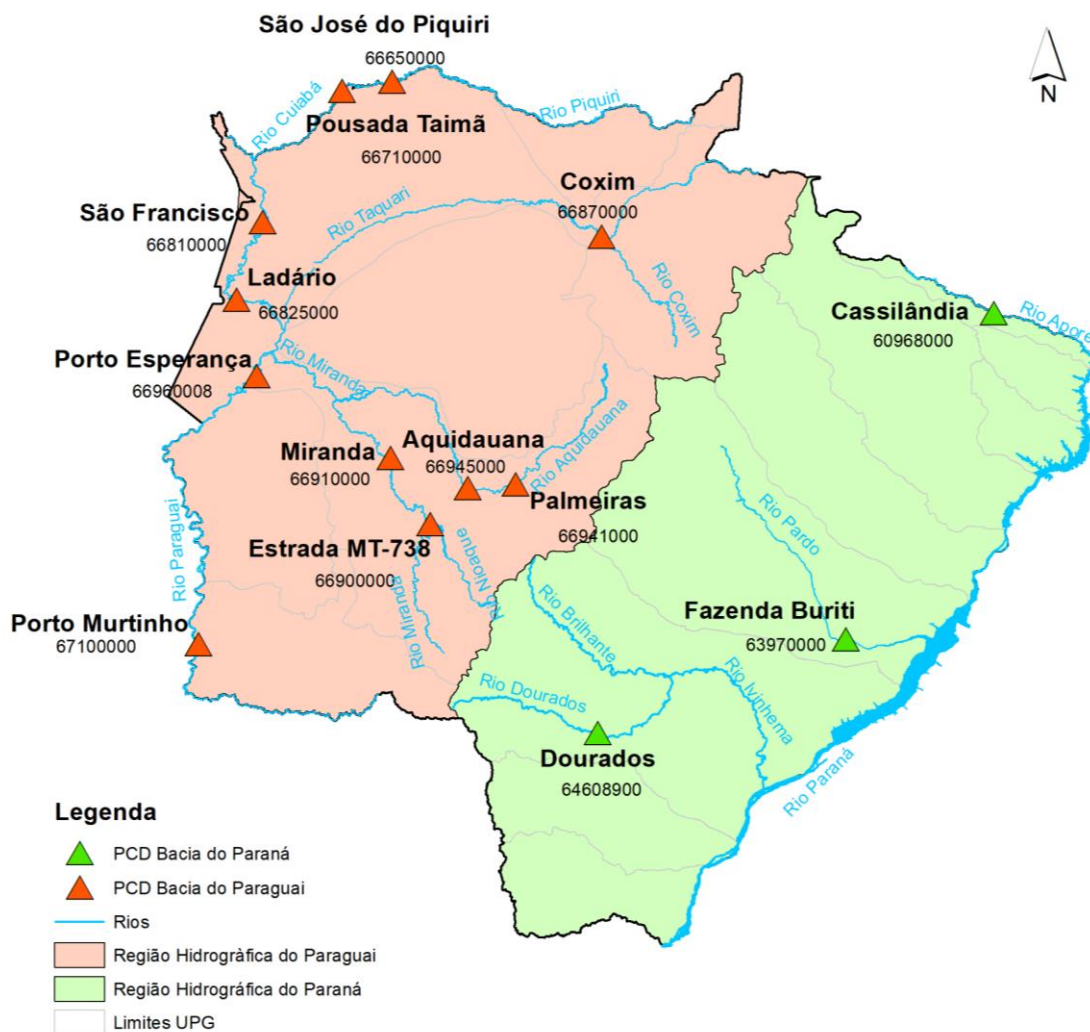 São José do Piquiri
66650000
N
Rio Cuiabá
Pousada Taimã
66710000
Rio Piquiri
Coxim
66870000
São Francisco
66810000
Rio Taquari
Ladário
66825000
Rio Coxim
Cassilândia
60968000
Rio Apore
Porto Esperança
66960008
Rio Miranda
Miranda
66910000
Aquidauana
66945000
Rio Aquidauana
Palmeiras
66941000
Rio Pardo
Estrada MT-738
66900000
Rio Nioaque
Rio Miranda
Rio Paraguai
Porto Murtinho
67100000
Rio Brilhante
Fazenda Buriti
63970000
Rio Ivinhema
Rio Dourados
Dourados
64608900
Rio Paraná
Legenda
PCD Bacia do Paraná
PCD Bacia do Paraguai
Rios
Região Hidrogràfica do Paraguai
Região Hidrográfica do Paraná
Limites UPG